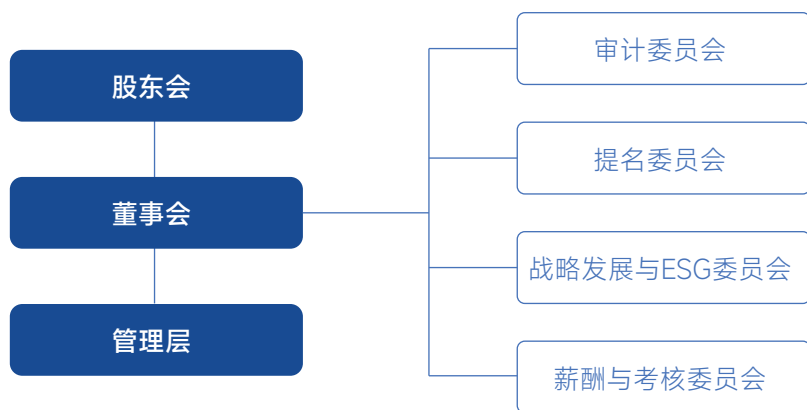 股东会
董事会
管理层
审计委员会
提名委员会
战略发展与ESG委员会
薪酬与考核委员会